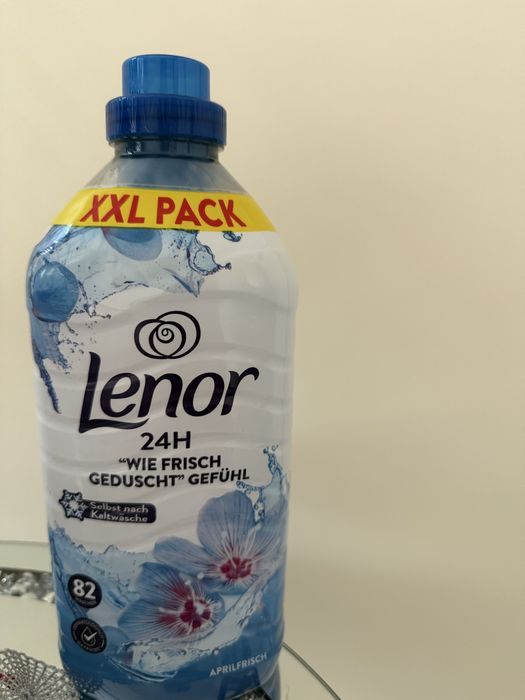 XXL PACK
Lenor
24H
“WIE FRISCH
GEDUSCHT” GEFÜHL
Selbst nach
Kaltwäsche
82
APRILFRISCH